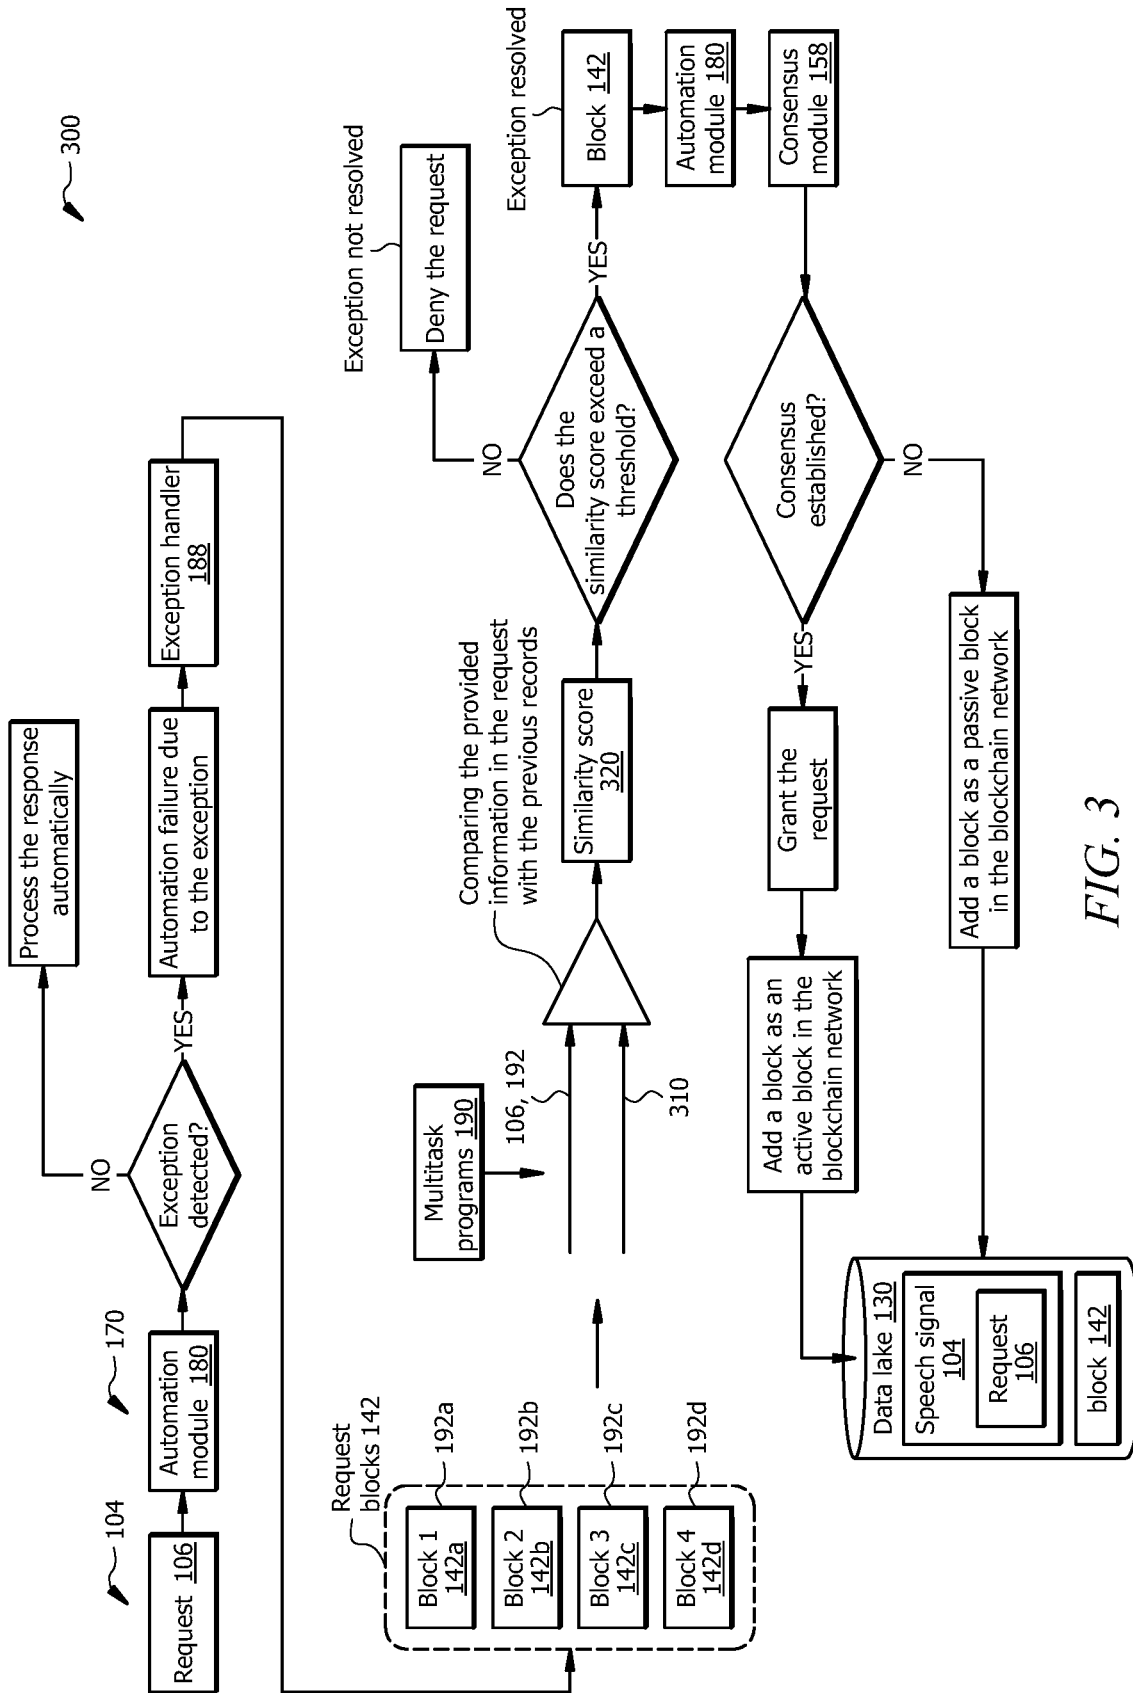 300
104
170
Request 106
Automation
module 180
Exception
detected?
NO
Process the response
automatically
YES
Automation failure due
to the exception
Exception handler
188
Request
blocks 142
Block 1
142a
192a
Block 2
142b
192b
Block 3
142c
192c
Block 4
142d
192d
Multitask
programs 190
106, 192
310
Comparing the provided
information in the request
with the previous records
Similarity score
320
Does the
similarity score exceed a
threshold?
NO
Exception not resolved
Deny the request
YES
Exception resolved
Block 142
Automation
module 180
Consensus
module 158
Consensus
established?
YES
Grant the
request
Add a block as an
active block in the
blockchain network
NO
Add a block as a passive block
in the blockchain network
Data lake 130
Speech signal
104
Request
106
block 142
FIG. 3